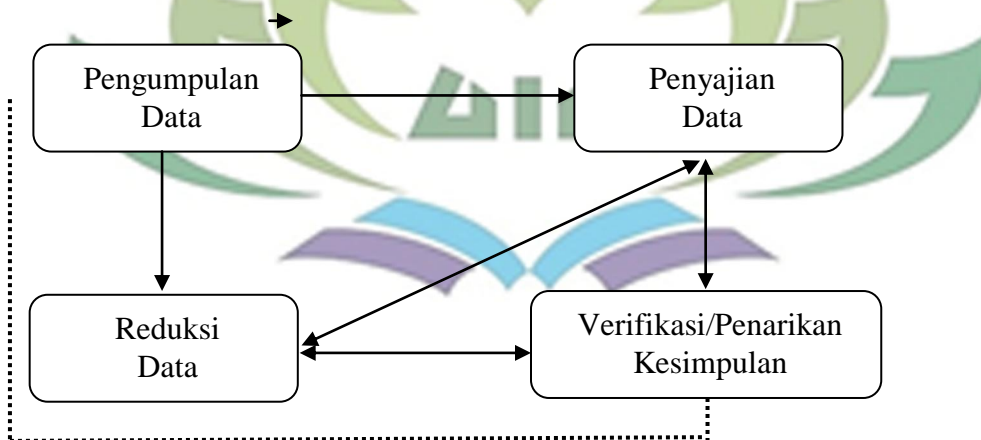 Pengumpulan
Data
Penyajian
Data
Reduksi
Data
Verifikasi/Penarikan
Kesimpulan